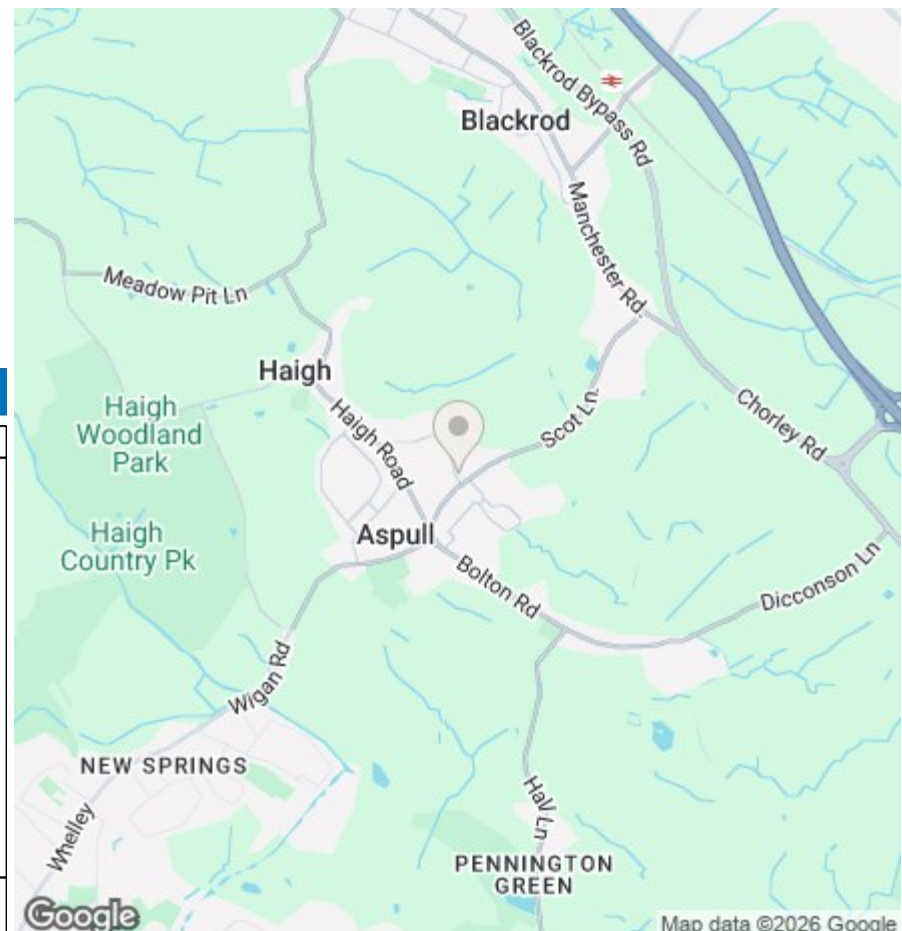 Blackrod Bypass Rd
Blackrod
Manchester Rd.
Meadow Pit Ln
Haigh
Haigh
Woodland
Park
Haigh Road
Scot Ln.
Chorley Rd
Haigh
Country Pk
Aspull
Bolton Rd
Dicconson Ln
Wigan Rd
NEW SPRINGS
Whelley
Hall Ln
PENNINGTON
GREEN
Google
Map data ©2026 Google